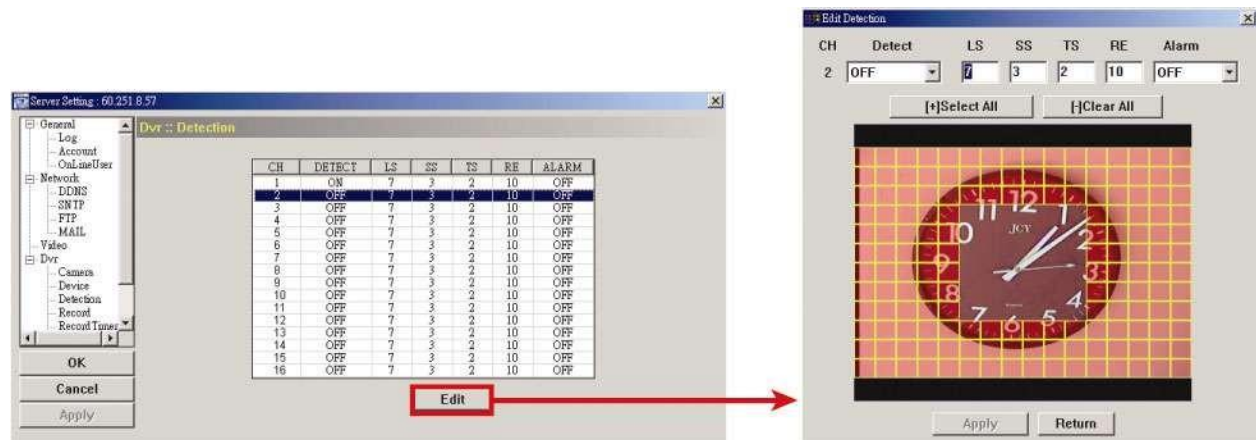 Server Setting : 60.251.8.57
General
Log
Account
OnLineUser
Network
DDNS
SNTP
FTP
MAIL
Video
Dvr
Camera
Device
Detection
Record
Record Timer
OK
Cancel
Apply
Dvr :: Detection
CH DETECT LS SS TS RE ALARM
1 ON 7 3 2 10 OFF
2 OFF 7 3 2 10 OFF
3 OFF 7 3 2 10 OFF
4 OFF 7 3 2 10 OFF
5 OFF 7 3 2 10 OFF
6 OFF 7 3 2 10 OFF
7 OFF 7 3 2 10 OFF
8 OFF 7 3 2 10 OFF
9 OFF 7 3 2 10 OFF
10 OFF 7 3 2 10 OFF
11 OFF 7 3 2 10 OFF
12 OFF 7 3 2 10 OFF
13 OFF 7 3 2 10 OFF
14 OFF 7 3 2 10 OFF
15 OFF 7 3 2 10 OFF
16 OFF 7 3 2 10 OFF
Edit
Edit Detection
CH Detect LS SS TS RE Alarm
2 OFF 7 3 2 10 OFF
[+]Select All [-]Clear All
11 12 1
10 JCY 2
9 3
8 4
7 6 5
Apply Return